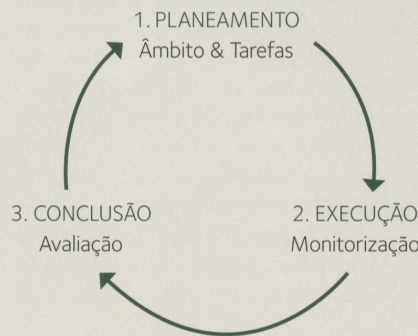 1. PLANEAMENTO
Âmbito & Tarefas
3. CONCLUSÃO
Avaliação
2. EXECUÇÃO
Monitorização